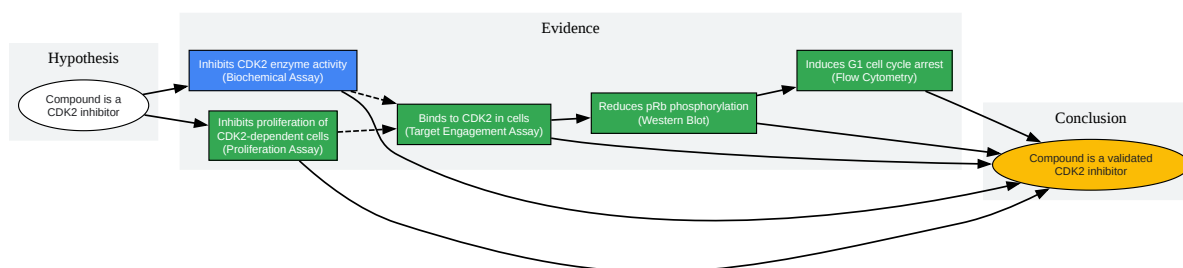 Evidence
Hypothesis
Compound is a
CDK2 inhibitor
Inhibits CDK2 enzyme activity
(Biochemical Assay)
Inhibits proliferation of
CDK2-dependent cells
(Proliferation Assay)
Binds to CDK2 in cells
(Target Engagement Assay)
Reduces pRb phosphorylation
(Western Blot)
Induces G1 cell cycle arrest
(Flow Cytometry)
Conclusion
Compound is a validated
CDK2 inhibitor